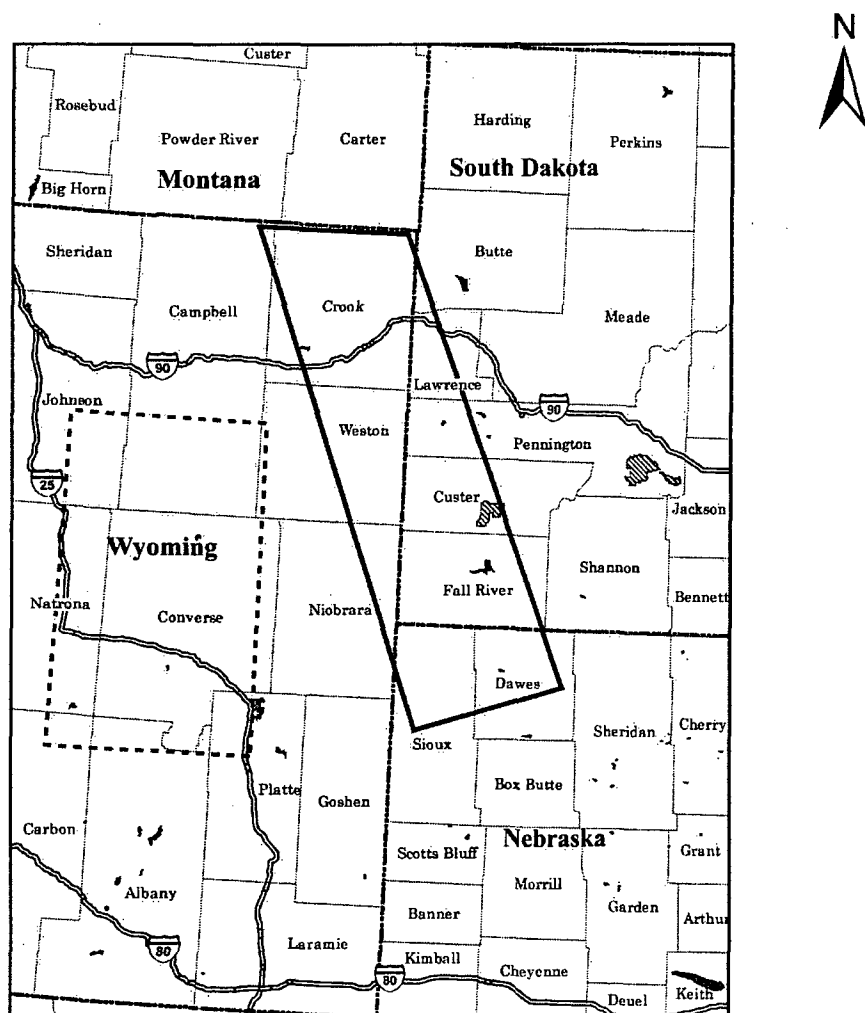 N
Custer
Rosebud
Powder River
Carter
Harding
Perkins
Montana
South Dakota
Big Horn
Sheridan
Butte
Campbell
Crook
Meade
90
Lawrence
90
Johnson
Weston
Pennington
25
Custer
Jackson
Wyoming
Shannon
Fall River
Bennett
Natrona
Converse
Niobrara
Dawes
Sheridan
Cherry
Sioux
Platte
Box Butte
Goshen
Carbon
Scotts Bluff
Nebraska
Grant
Morrill
Albany
Garden
Banner
Arthur
Laramie
Kimball
80
80
Cheyenne
Keith
Deuel